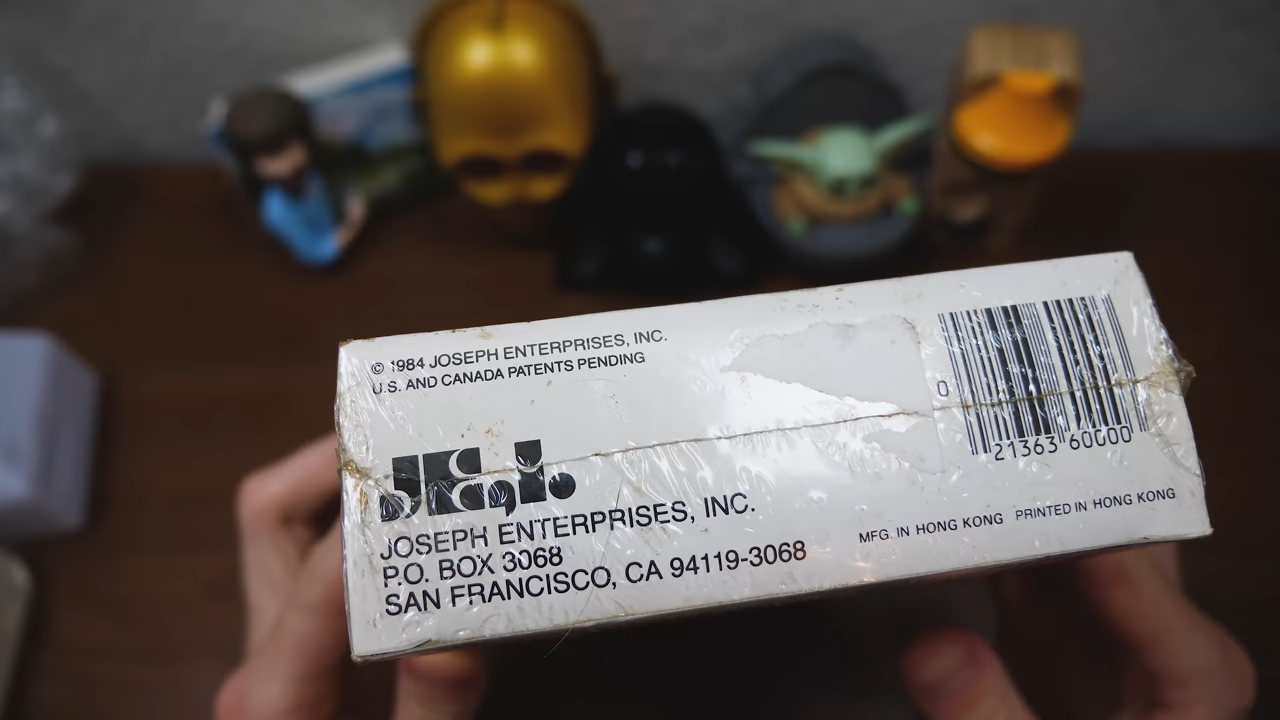 © 1984 JOSEPH ENTERPRISES, INC.
U.S. AND CANADA PATENTS PENDING
JE,I.
JOSEPH ENTERPRISES, INC.
P.O. BOX 3068
SAN FRANCISCO, CA 94119-3068
0 21363 60000
MFG. IN HONG KONG PRINTED IN HONG KONG